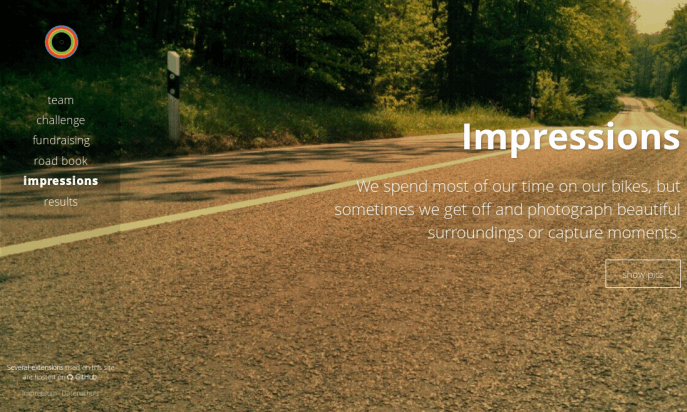 team
challenge
fundraising
road book
impressions
results
Impressions
We spend most of our time on our bikes, but
sometimes we get off and photograph beautiful
surroundings or capture moments.
show pics
Several extensions used on this site
are hosted on GitHub